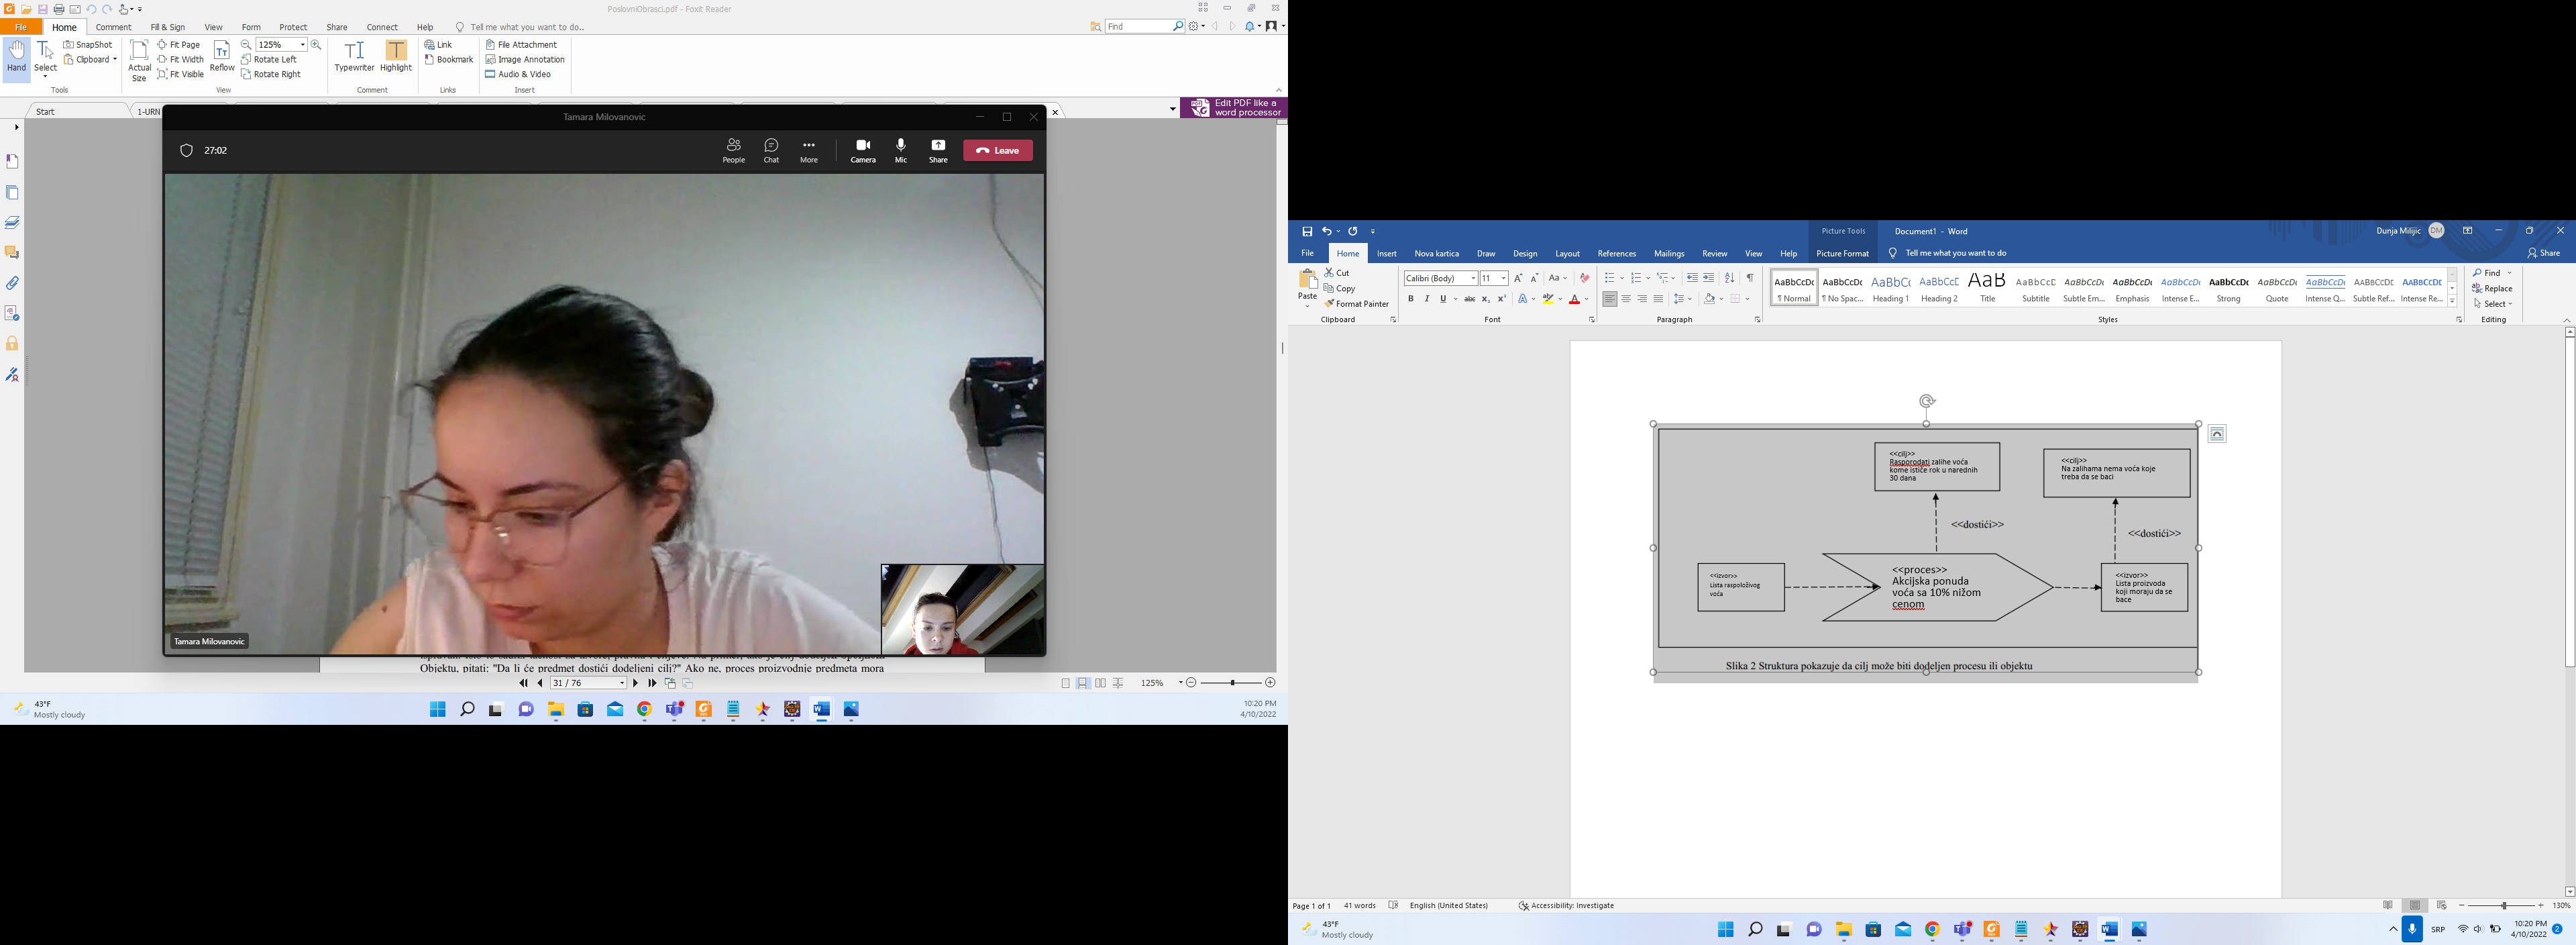 PoslovniObrasci.pdf - Foxit Reader
File Home Comment Fill & Sign View Form Protect Share Connect Help Tell me what you want to do..
Find
Hand
Select
SnapShot
Clipboard
Tools
Actual Size
Fit Page
Fit Width
Fit Visible
Reflow
125%
Rotate Left
Rotate Right
View
Typewriter
Highlight
Comment
Link
Bookmark
Links
File Attachment
Image Annotation
Audio & Video
Insert
Start
1-URN
Edit PDF like a
word processor
Tamara Milovanovic
27:02
People Chat More Camera Mic Share Leave
Tamara Milovanovic
Objektu, pitati: "Da li će predmet dostići dodeljeni cilj?" Ako ne, proces proizvodnje predmeta mora
31 / 76
125%
43°F
Mostly cloudy
10:20 PM
4/10/2022
Picture Tools
Document1 - Word
Dunja Milijic DM
File Home Insert Nova kartica Draw Design Layout References Mailings Review View Help Picture Format Tell me what you want to do
Share
Paste
Cut
Copy
Format Painter
Clipboard
Calibri (Body) 11
Font
Paragraph
AaBbCcDc AaBbCcDc AaBbCc AaBbCcD AaB AaBbCcD AaBbCcDc AaBbCcDc AaBbCcDc AaBbCcDc AaBbCcDc AaBbCcDc AaBbCcDc AaBbCcDc
¶ Normal ¶ No Spac... Heading 1 Heading 2 Title Subtitle Subtle Em... Emphasis Intense E... Strong Quote Intense Q... Subtle Ref... Intense Re...
Styles
Find
Replace
Select
Editing
<<cilj>>
Rasporodati zalihe voća
kome ističe rok u narednih
30 dana
<<cilj>>
Na zalihama nema voća koje
treba da se baci
<<dostići>>
<<dostići>>
<<izvor>>
Lista raspoloživog
voća
<<proces>>
Akcijska ponuda
voća sa 10% nižom
cenom
<<izvor>>
Lista proizvoda
koji moraju da se
bace
Slika 2 Struktura pokazuje da cilj može biti dodeljen procesu ili objektu
Page 1 of 1 41 words English (United States) Accessibility: Investigate
130%
43°F
Mostly cloudy
SRP
10:20 PM
4/10/2022
2